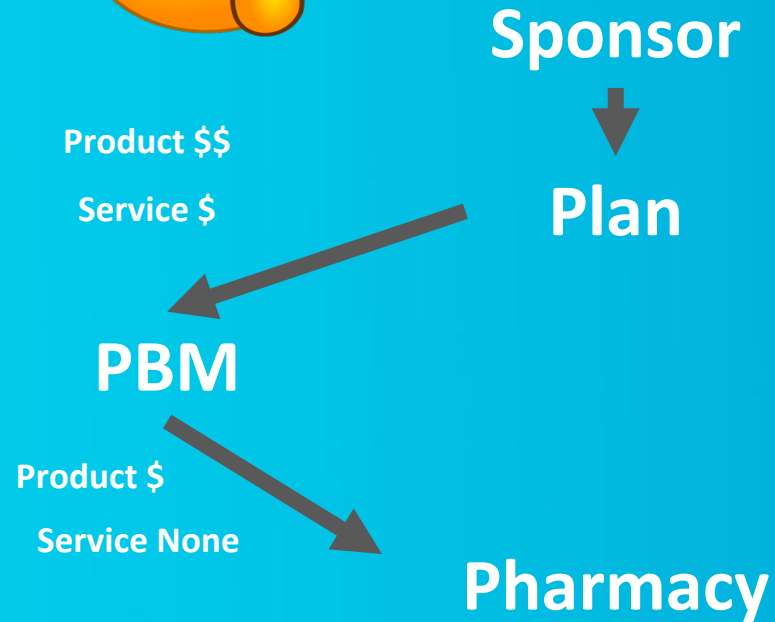 Sponsor
Product $$
Service $
Plan
PBM
Product $
Service None
Pharmacy